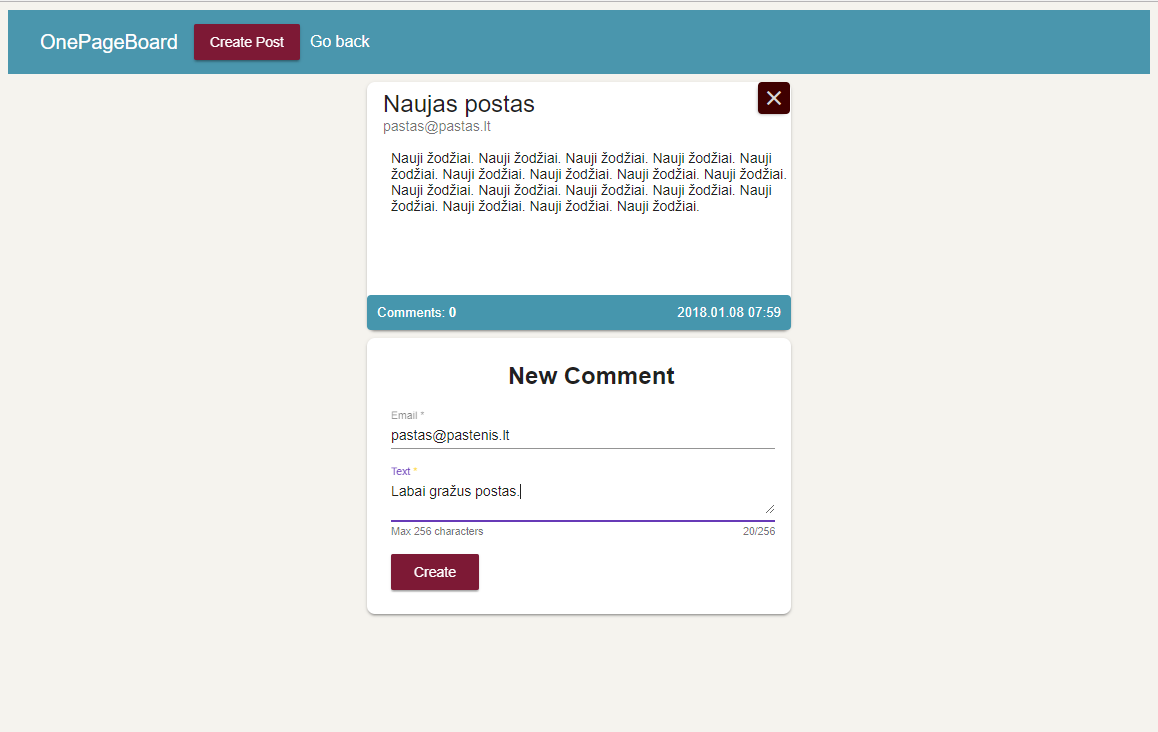 OnePageBoard Create Post Go back
Naujas postas
pastas@pastas.lt
Nauji žodžiai. Nauji žodžiai. Nauji žodžiai. Nauji žodžiai. Nauji
žodžiai. Nauji žodžiai. Nauji žodžiai. Nauji žodžiai. Nauji žodžiai.
Nauji žodžiai. Nauji žodžiai. Nauji žodžiai. Nauji žodžiai. Nauji
žodžiai. Nauji žodžiai. Nauji žodžiai. Nauji žodžiai.
Comments: 0 2018.01.08 07:59
New Comment
Email *
pastas@pastenis.lt
Text *
Labai gražus postas.
Max 256 characters 20/256
Create